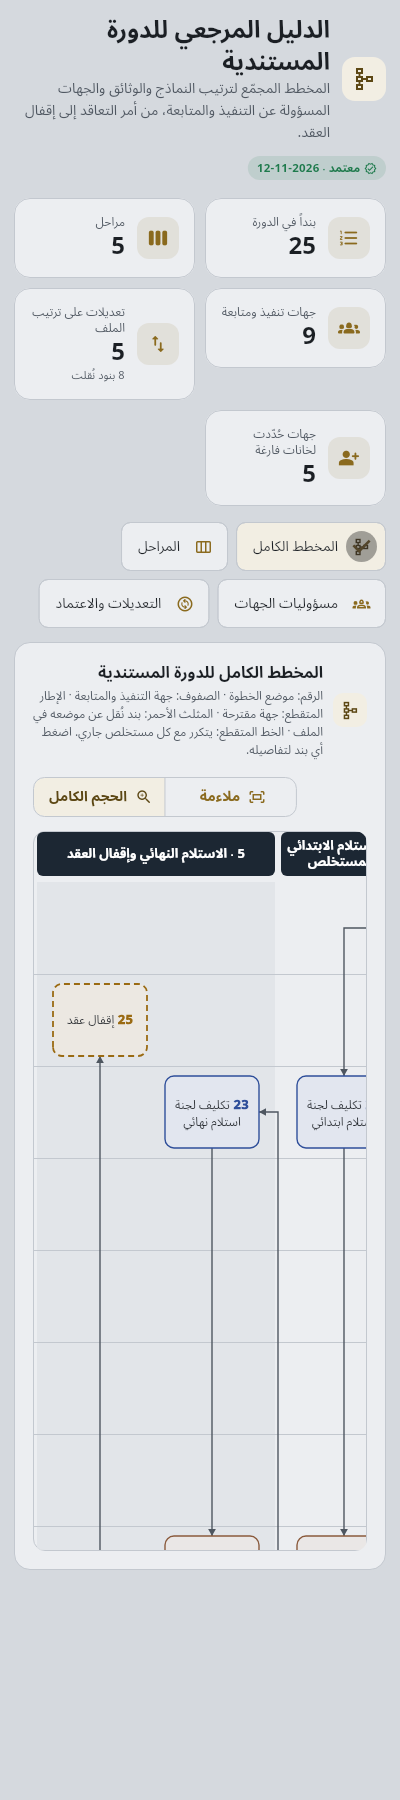 الدليل المرجعي للدورة
المستندية
المخطط المجمّع لترتيب النماذج والوثائق والجهات
المسؤولة عن التنفيذ والمتابعة، من أمر التعاقد إلى إقفال
العقد.
معتمد · 2026-11-12
بنداً في الدورة
25
مراحل
5
جهات تنفيذ ومتابعة
9
تعديلات على ترتيب
الملف
5
8 بنود نُقلت
جهات حُدّدت
لخانات فارغة
5
المخطط الكامل
المراحل
مسؤوليات الجهات
التعديلات والاعتماد
المخطط الكامل للدورة المستندية
الرقم: موضع الخطوة · الصفوف: جهة التنفيذ والمتابعة · الإطار
المتقطع: جهة مقترحة · المثلث الأحمر: بند نُقل عن موضعه في
الملف · الخط المتقطع: يتكرر مع كل مستخلص جاري. اضغط
أي بند لتفاصيله.
ملاءمة
الحجم الكامل
الابتدائي
5 · الاستلام النهائي وإقفال العقد
25 إقفال عقد
تكليف لجنة
ابتدائي
23 تكليف لجنة
استلام نهائي